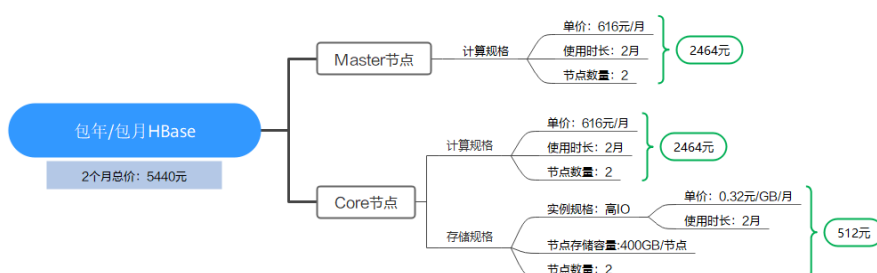 包年/包月HBase
2个月总价：5440元
Master节点
计算规格
单价：616元/月
使用时长：2月
节点数量：2
2464元
Core节点
计算规格
单价：616元/月
使用时长：2月
节点数量：2
2464元
存储规格
实例规格：高IO
单价：0.32元/GB/月
使用时长：2月
节点存储容量:400GB/节点
节点数量：2
512元